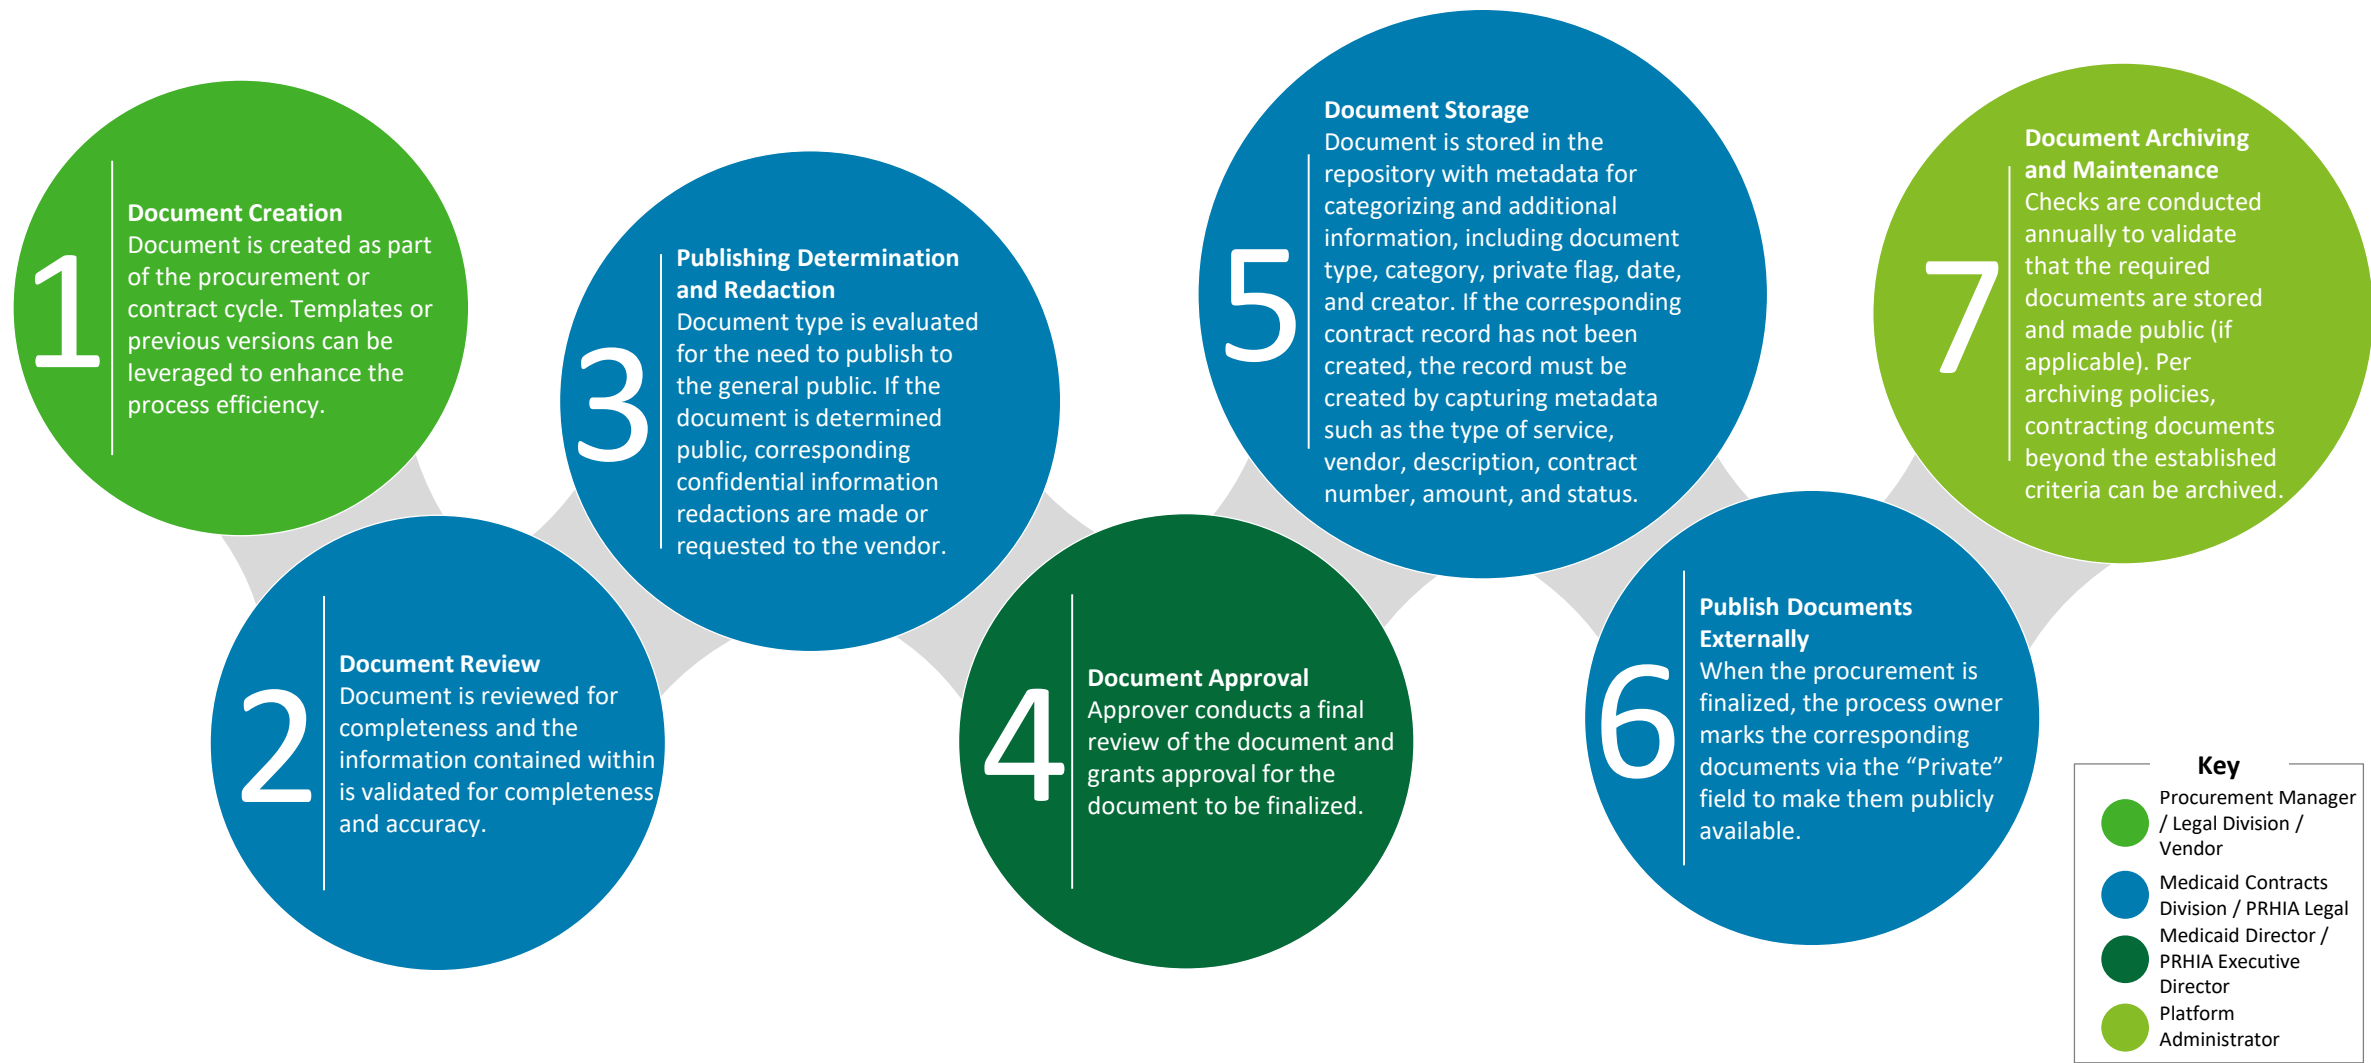 1
Document Creation
Document is created as part
of the procurement or
contract cycle. Templates or
previous versions can be
leveraged to enhance the
process efficiency.
2
Document Review
Document is reviewed for
completeness and the
information contained within
is validated for completeness
and accuracy.
3
Publishing Determination
and Redaction
Document type is evaluated
for the need to publish to
the general public. If the
document is determined
public, corresponding
confidential information
redactions are made or
requested to the vendor.
4
Document Approval
Approver conducts a final
review of the document and
grants approval for the
document to be finalized.
5
Document Storage
Document is stored in the
repository with metadata for
categorizing and additional
information, including document
type, category, private flag, date,
and creator. If the corresponding
contract record has not been
created, the record must be
created by capturing metadata
such as the type of service,
vendor, description, contract
number, amount, and status.
6
Publish Documents
Externally
When the procurement is
finalized, the process owner
marks the corresponding
documents via the “Private”
field to make them publicly
available.
7
Document Archiving
and Maintenance
Checks are conducted
annually to validate
that the required
documents are stored
and made public (if
applicable). Per
archiving policies,
contracting documents
beyond the established
criteria can be archived.
Key
Procurement Manager
/ Legal Division /
Vendor
Medicaid Contracts
Division / PRHIA Legal
Medicaid Director /
PRHIA Executive
Director
Platform
Administrator